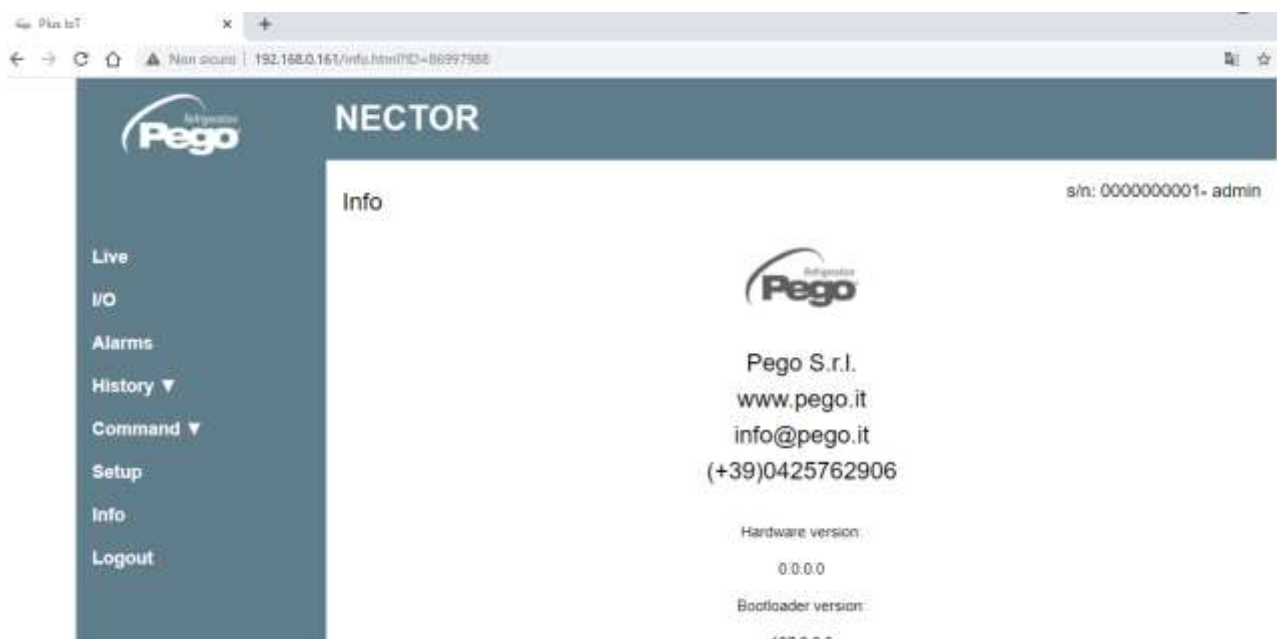 Plus IoT
Non sicuro | 192.168.0.161/info.html?ID=86997988
Refrigeration
Pego
NECTOR
Info
s/n: 0000000001- admin
Live
I/O
Alarms
History ▼
Command ▼
Setup
Info
Logout
Refrigeration
Pego
Pego S.r.l.
www.pego.it
info@pego.it
(+39)0425762906
Hardware version:
0.0.0.0
Bootloader version: